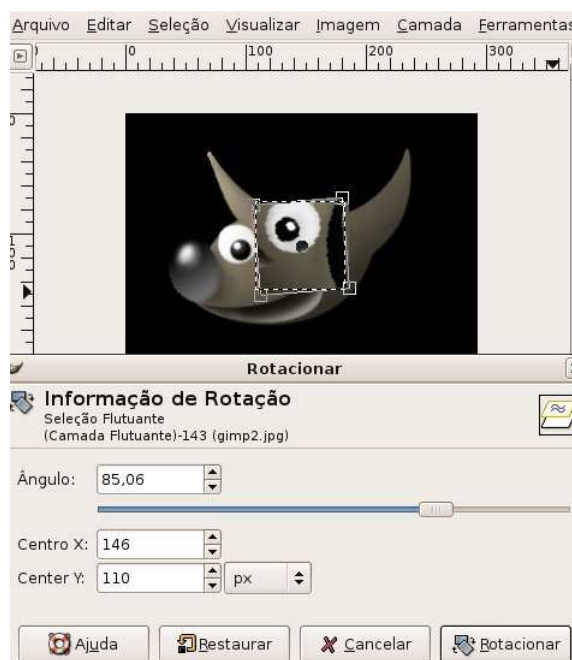 Arquivo Editar Seleção Visualizar Imagem Camada Ferramentas
0 100 200 300
Rotacionar
Informação de Rotação
Seleção Flutuante
(Camada Flutuante)-143 (gimp2.jpg)
Ângulo: 85,06
Centro X: 146
Center Y: 110 px
Ajuda Restaurar Cancelar Rotacionar